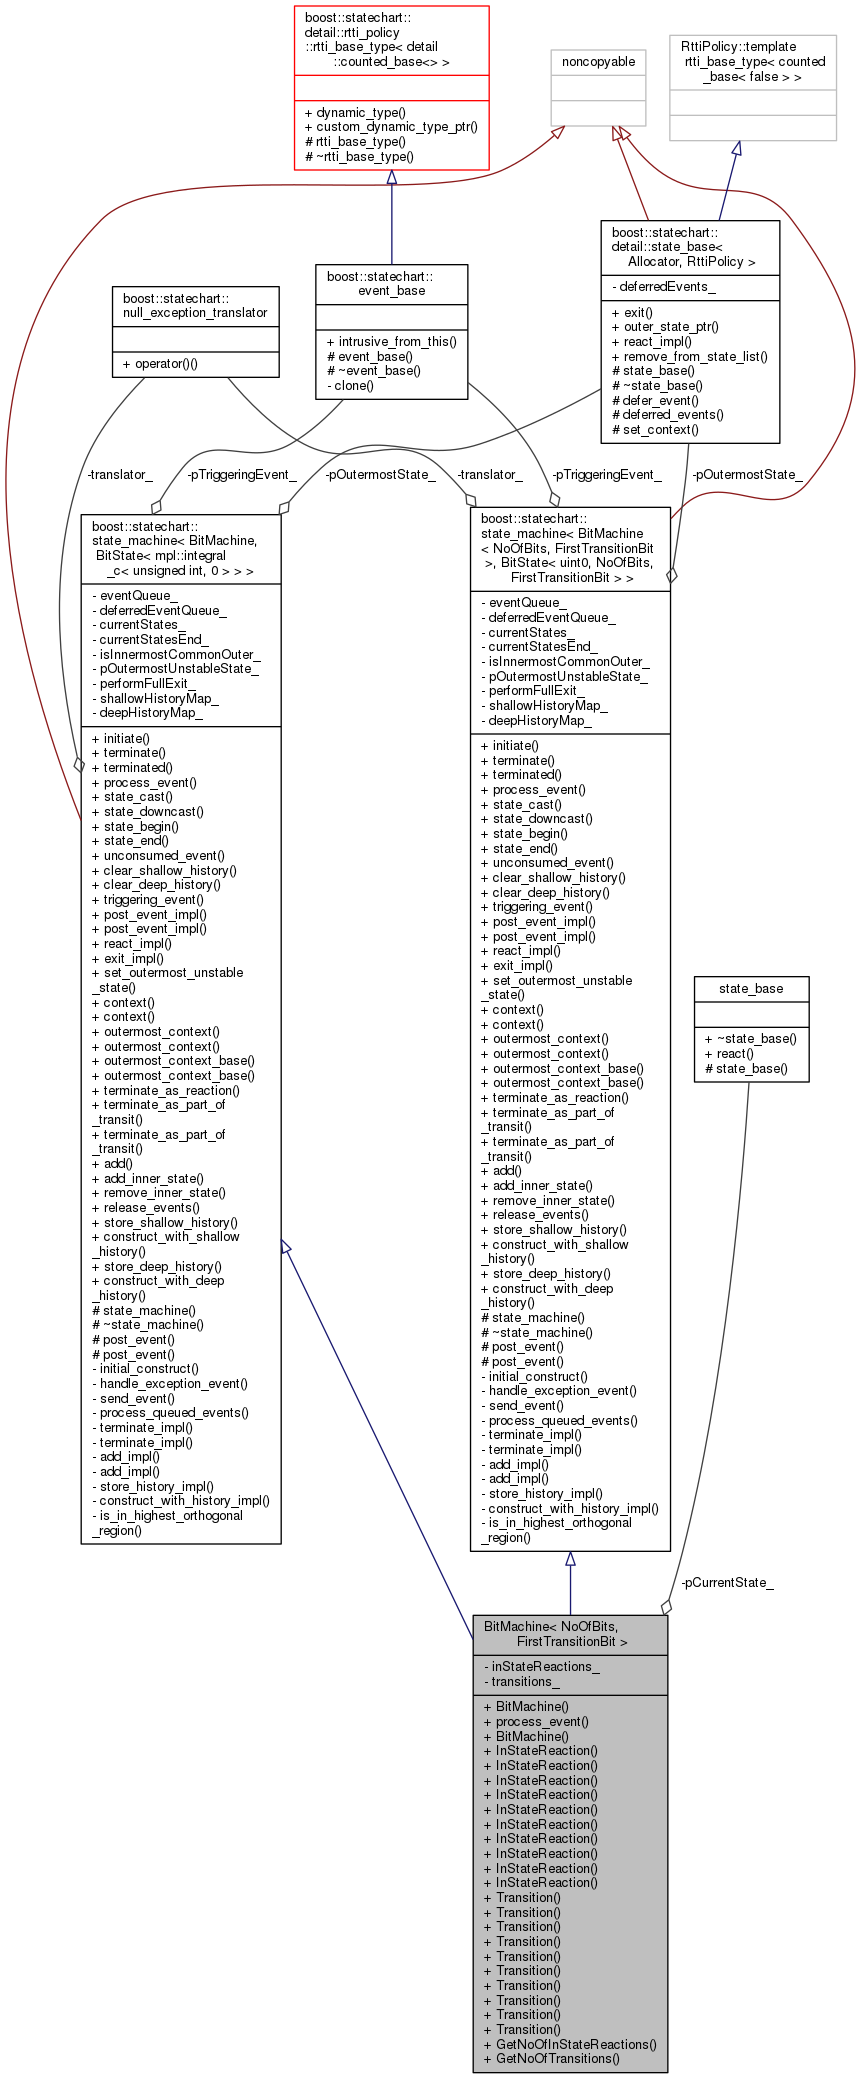 boost::statechart::
detail::rtti_policy
::rtti_base_type< detail
::counted_base<> >
+ dynamic_type()
+ custom_dynamic_type_ptr()
# rtti_base_type()
# ~rtti_base_type()
noncopyable
RttiPolicy::template
rtti_base_type< counted
_base< false > >
boost::statechart::
detail::state_base<
Allocator, RttiPolicy >
- deferredEvents_
+ exit()
+ outer_state_ptr()
+ react_impl()
+ remove_from_state_list()
# state_base()
# ~state_base()
# defer_event()
# deferred_events()
# set_context()
boost::statechart::
event_base
+ intrusive_from_this()
# event_base()
# ~event_base()
- clone()
boost::statechart::
null_exception_translator
+ operator()()
-translator_
-pTriggeringEvent_
-pOutermostState_
-translator_
-pTriggeringEvent_
-pOutermostState_
boost::statechart::
state_machine< BitMachine,
BitState< mpl::integral
_c< unsigned int, 0 > > >
- eventQueue_
- deferredEventQueue_
- currentStates_
- currentStatesEnd_
- isInnermostCommonOuter_
- pOutermostUnstableState_
- performFullExit_
- shallowHistoryMap_
- deepHistoryMap_
+ initiate()
+ terminate()
+ terminated()
+ process_event()
+ state_cast()
+ state_downcast()
+ state_begin()
+ state_end()
+ unconsumed_event()
+ clear_shallow_history()
+ clear_deep_history()
+ triggering_event()
+ post_event_impl()
+ post_event_impl()
+ react_impl()
+ exit_impl()
+ set_outermost_unstable
_state()
+ context()
+ context()
+ outermost_context()
+ outermost_context()
+ outermost_context_base()
+ outermost_context_base()
+ terminate_as_reaction()
+ terminate_as_part_of
_transit()
+ terminate_as_part_of
_transit()
+ add()
+ add_inner_state()
+ remove_inner_state()
+ release_events()
+ store_shallow_history()
+ construct_with_shallow
_history()
+ store_deep_history()
+ construct_with_deep
_history()
# state_machine()
# ~state_machine()
# post_event()
# post_event()
- initial_construct()
- handle_exception_event()
- send_event()
- process_queued_events()
- terminate_impl()
- terminate_impl()
- add_impl()
- add_impl()
- store_history_impl()
- construct_with_history_impl()
- is_in_highest_orthogonal
_region()
boost::statechart::
state_machine< BitMachine
< NoOfBits, FirstTransitionBit
>, BitState< uint0, NoOfBits,
FirstTransitionBit > >
- eventQueue_
- deferredEventQueue_
- currentStates_
- currentStatesEnd_
- isInnermostCommonOuter_
- pOutermostUnstableState_
- performFullExit_
- shallowHistoryMap_
- deepHistoryMap_
+ initiate()
+ terminate()
+ terminated()
+ process_event()
+ state_cast()
+ state_downcast()
+ state_begin()
+ state_end()
+ unconsumed_event()
+ clear_shallow_history()
+ clear_deep_history()
+ triggering_event()
+ post_event_impl()
+ post_event_impl()
+ react_impl()
+ exit_impl()
+ set_outermost_unstable
_state()
+ context()
+ context()
+ outermost_context()
+ outermost_context()
+ outermost_context_base()
+ outermost_context_base()
+ terminate_as_reaction()
+ terminate_as_part_of
_transit()
+ terminate_as_part_of
_transit()
+ add()
+ add_inner_state()
+ remove_inner_state()
+ release_events()
+ store_shallow_history()
+ construct_with_shallow
_history()
+ store_deep_history()
+ construct_with_deep
_history()
# state_machine()
# ~state_machine()
# post_event()
# post_event()
- initial_construct()
- handle_exception_event()
- send_event()
- process_queued_events()
- terminate_impl()
- terminate_impl()
- add_impl()
- add_impl()
- store_history_impl()
- construct_with_history_impl()
- is_in_highest_orthogonal
_region()
state_base
+ ~state_base()
+ react()
# state_base()
-pCurrentState_
BitMachine< NoOfBits,
FirstTransitionBit >
- inStateReactions_
- transitions_
+ BitMachine()
+ process_event()
+ BitMachine()
+ InStateReaction()
+ InStateReaction()
+ InStateReaction()
+ InStateReaction()
+ InStateReaction()
+ InStateReaction()
+ InStateReaction()
+ InStateReaction()
+ InStateReaction()
+ InStateReaction()
+ Transition()
+ Transition()
+ Transition()
+ Transition()
+ Transition()
+ Transition()
+ Transition()
+ Transition()
+ Transition()
+ Transition()
+ GetNoOfInStateReactions()
+ GetNoOfTransitions()